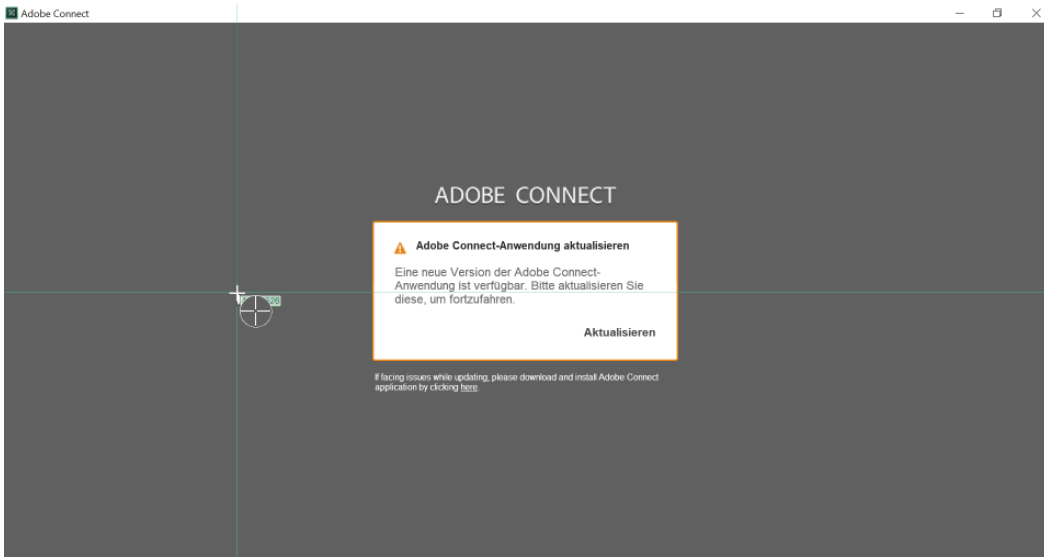 Adobe Connect
ADOBE CONNECT
Adobe Connect-Anwendung aktualisieren
Eine neue Version der Adobe Connect-
Anwendung ist verfügbar. Bitte aktualisieren Sie
diese, um fortzufahren.
Aktualisieren
If facing issues while updating, please download and install Adobe Connect
application by clicking here.